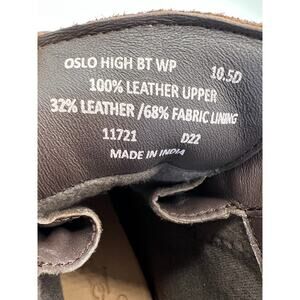 OSLO HIGH BT WP 10.5D
100% LEATHER UPPER
32% LEATHER /68% FABRIC LINING
11721 D22
MADE IN INDIA